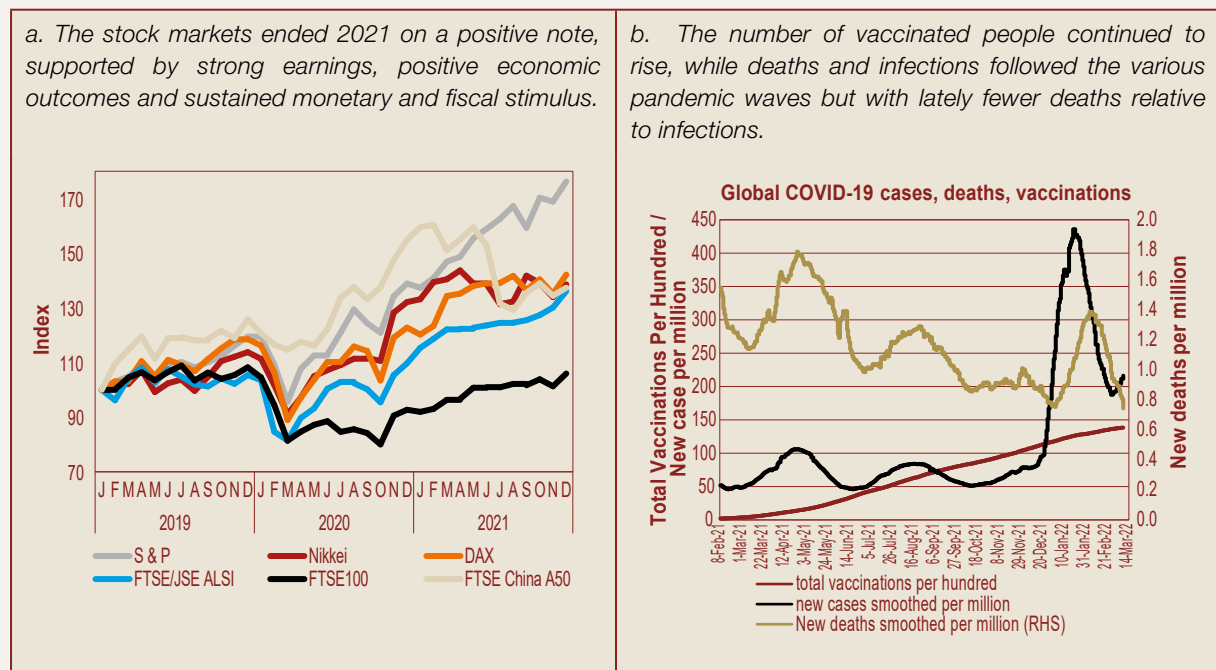 a. The stock markets ended 2021 on a positive note,
supported by strong earnings, positive economic
outcomes and sustained monetary and fiscal stimulus.
170
150
130
110
90
70
Index
J F M A M J J A S O N D J F M A M J J A S O N D J F M A M J J A S O N D
2019 2020 2021
S & P Nikkei DAX
FTSE/JSE ALSI FTSE100 FTSE China A50
b. The number of vaccinated people continued to
rise, while deaths and infections followed the various
pandemic waves but with lately fewer deaths relative
to infections.
Global COVID-19 cases, deaths, vaccinations
Total Vaccinations Per Hundred /
New case per million
450
400
350
300
250
200
150
100
50
0
2.0
1.8
1.6
1.4
1.2
1.0
0.8
0.6
0.4
0.2
0.0
New deaths per million
8-Feb-21
1-Mar-21
22-Mar-21
12-Apr-21
3-May-21
24-May-21
14-Jun-21
5-Jul-21
26-Jul-21
16-Aug-21
6-Sep-21
27-Sep-21
18-Oct-21
8-Nov-21
29-Nov-21
20-Dec-21
10-Jan-22
31-Jan-22
21-Feb-22
14-Mar-22
total vaccinations per hundred
new cases smoothed per million
New deaths smoothed per million (RHS)